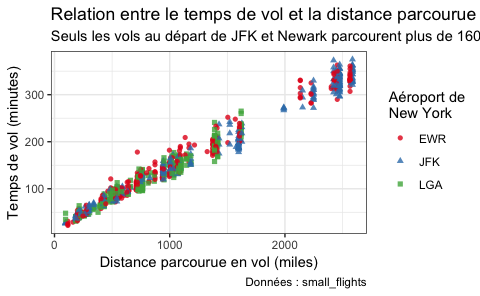 Relation entre le temps de vol et la distance parcourue
Seuls les vols au départ de JFK et Newark parcourent plus de 160
Temps de vol (minutes)
300
200
100
0
1000
2000
Distance parcourue en vol (miles)
Aéroport de
New York
EWR
JFK
LGA
Données : small_flights